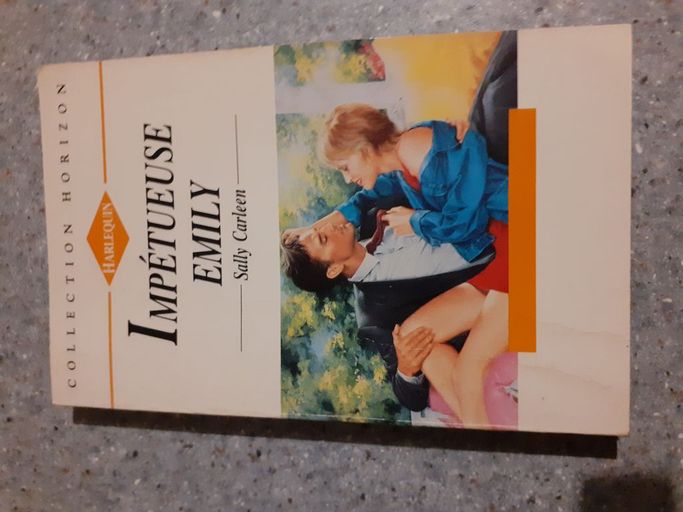 COLLECTION HORIZON
HARLEQUIN
IMPÉTUEUSE
EMILY
Sally Carleen